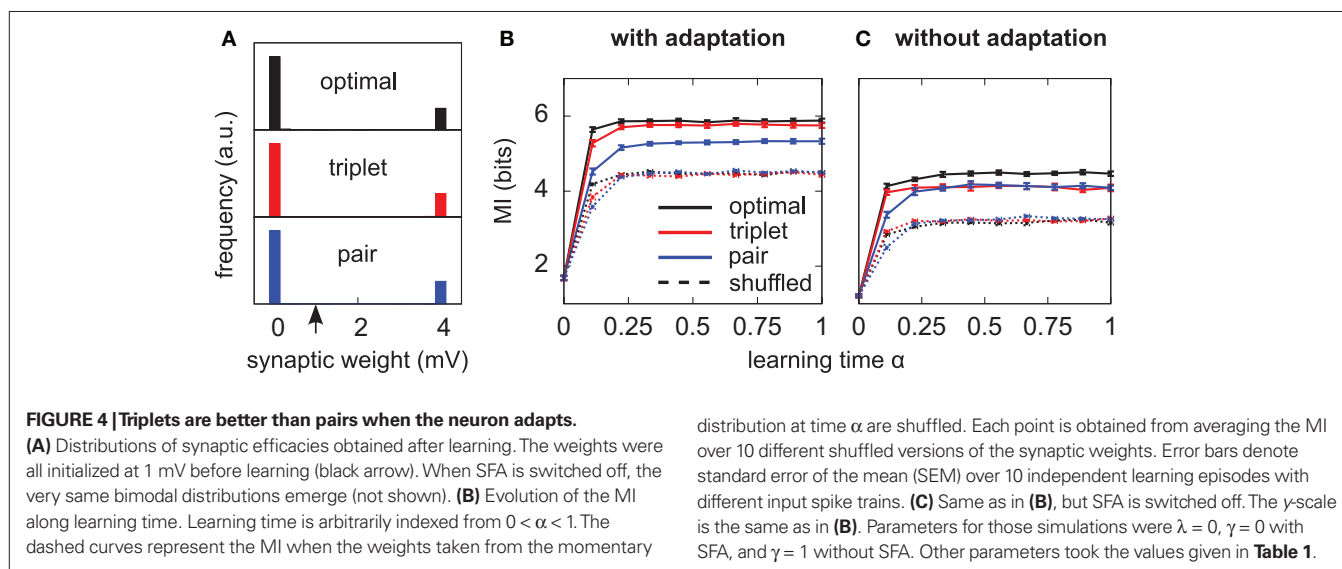 A
B
with adaptation
C
without adaptation
optimal
triplet
pair
frequency (a.u.)
0
2
4
synaptic weight (mV)
MI (bits)
6
4
2
optimal
triplet
pair
shuffled
0
0.25
0.5
0.75
1
0
0.25
0.5
0.75
1
learning time α
FIGURE 4 | Triplets are better than pairs when the neuron adapts.
(A) Distributions of synaptic efficacies obtained after learning. The weights were
all initialized at 1 mV before learning (black arrow). When SFA is switched off, the
very same bimodal distributions emerge (not shown). (B) Evolution of the MI
along learning time. Learning time is arbitrarily indexed from 0 < α < 1. The
dashed curves represent the MI when the weights taken from the momentary
distribution at time α are shuffled. Each point is obtained from averaging the MI
over 10 different shuffled versions of the synaptic weights. Error bars denote
standard error of the mean (SEM) over 10 independent learning episodes with
different input spike trains. (C) Same as in (B), but SFA is switched off. The y-scale
is the same as in (B). Parameters for those simulations were λ = 0, γ = 0 with
SFA, and γ = 1 without SFA. Other parameters took the values given in Table 1.